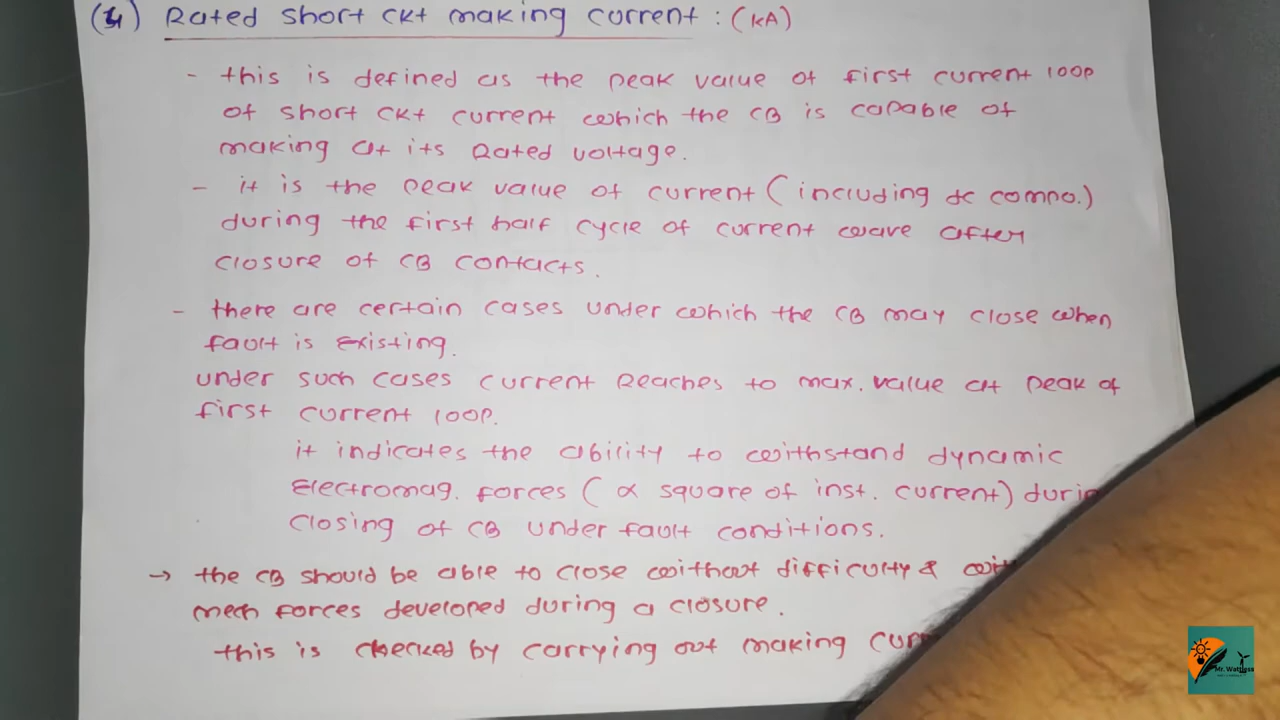 (4) Rated short ckt making current : (kA)
- this is defined as the peak value of first current loop
of short ckt current which the CB is capable of
making at its Rated voltage.
- it is the peak value of current (including dc compo.)
during the first half cycle of current wave after
closure of CB contacts.
- there are certain cases under which the CB may close when
fault is existing.
under such cases current Reaches to max. value at peak of
first current loop.
it indicates the ability to withstand dynamic
Electromag. forces ( ∝ square of inst. current) durin
closing of CB under fault conditions.
→ the CB should be able to close without difficulty &
mech forces developed during a closure.
this is checked by carrying out making cur
Mr. Wattless